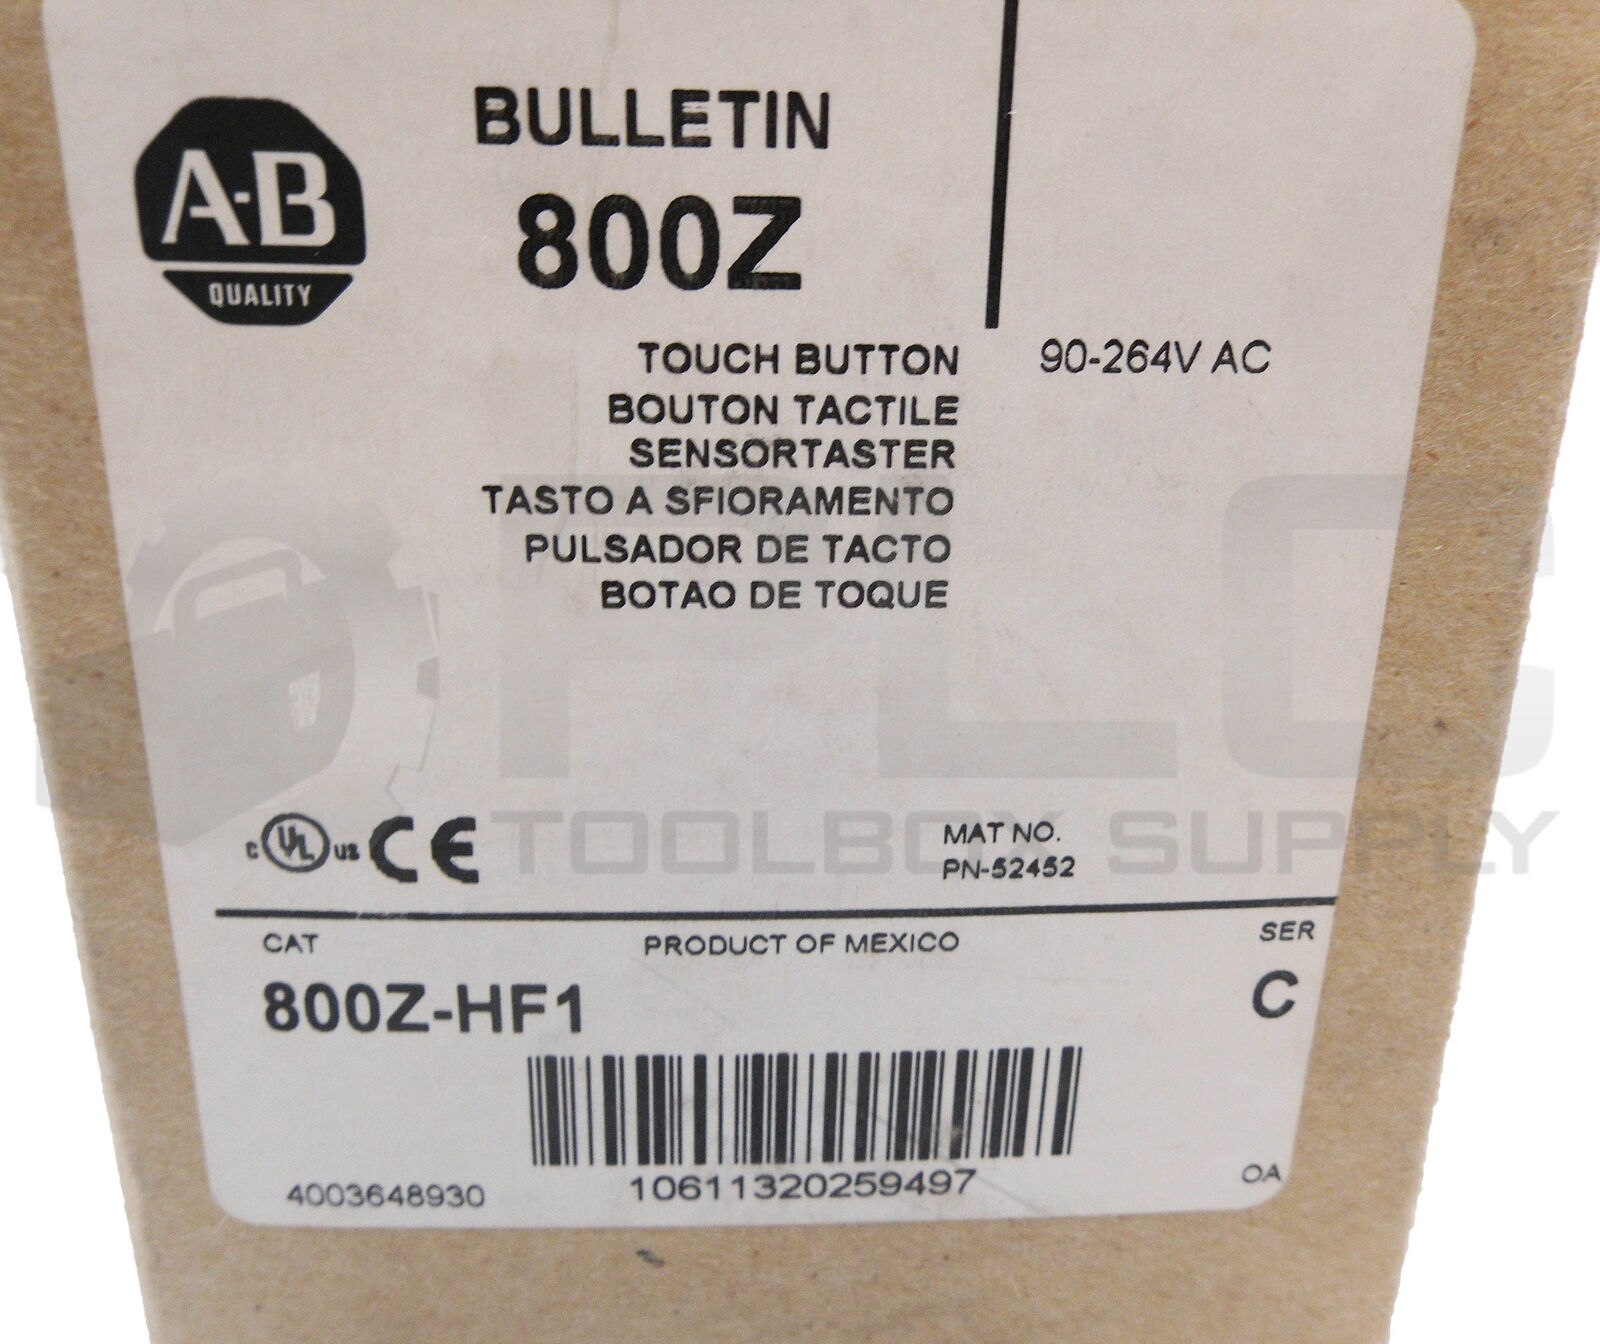 A-B
QUALITY
BULLETIN
800Z
TOUCH BUTTON
90-264V AC
BOUTON TACTILE
SENSORTASTER
TASTO A SFIORAMENTO
PULSADOR DE TACTO
BOTAO DE TOQUE
PLC
TOOLBOX SUPPLY
C UL US CE
MAT NO.
PN-52452
CAT
PRODUCT OF MEXICO
SER
800Z-HF1
C
4003648930
10611320259497
OA